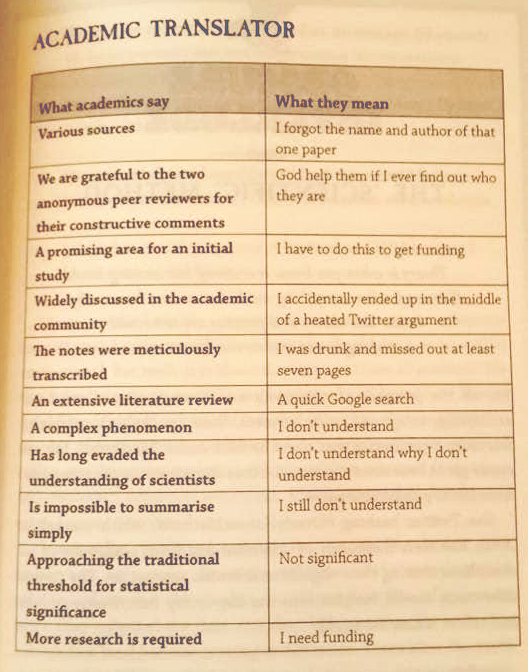 ACADEMIC TRANSLATOR
What academics say
What they mean
Various sources
I forgot the name and author of that
one paper
We are grateful to the two
anonymous peer reviewers for
their constructive comments
God help them if I ever find out who
they are
A promising area for an initial
study
I have to do this to get funding
Widely discussed in the academic
community
I accidentally ended up in the middle
of a heated Twitter argument
The notes were meticulously
transcribed
I was drunk and missed out at least
seven pages
An extensive literature review
A quick Google search
A complex phenomenon
I don't understand
Has long evaded the
understanding of scientists
I don't understand why I don't
understand
Is impossible to summarise
simply
I still don't understand
Approaching the traditional
threshold for statistical
significance
Not significant
More research is required
I need funding